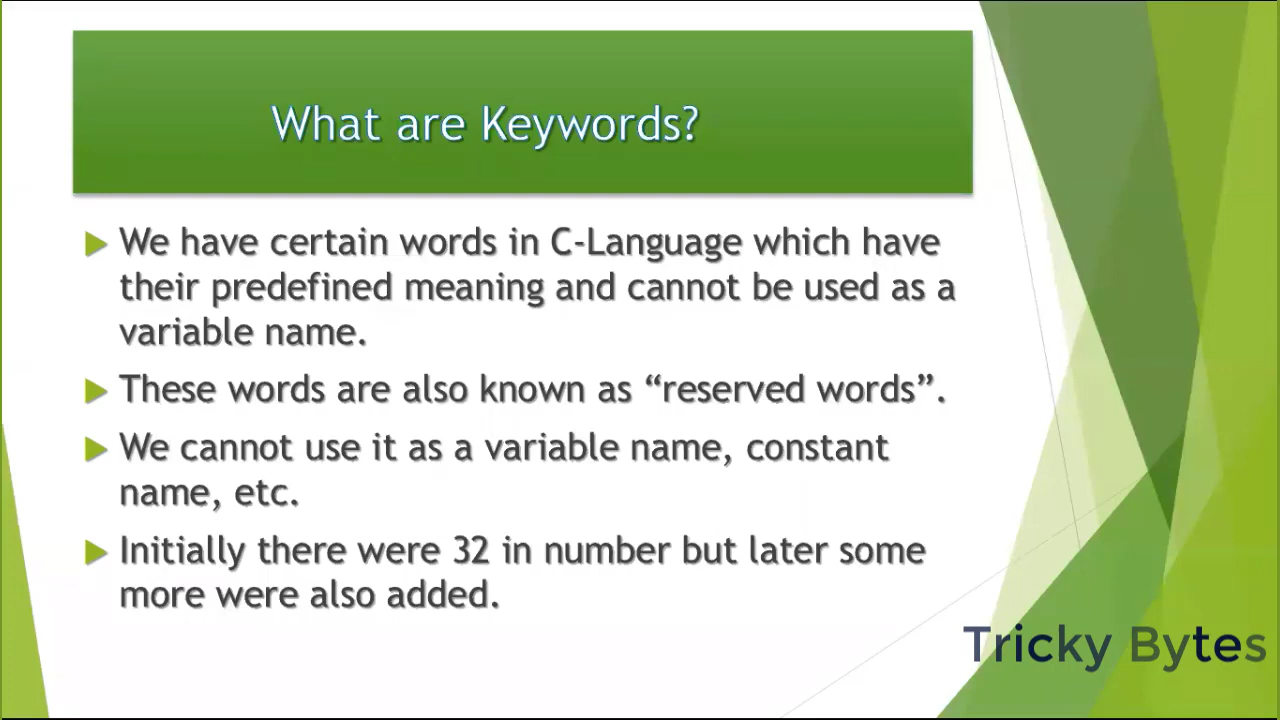 What are Keywords?
We have certain words in C-Language which have
their predefined meaning and cannot be used as a
variable name.
These words are also known as “reserved words”.
We cannot use it as a variable name, constant
name, etc.
Initially there were 32 in number but later some
more were also added.
Tricky Bytes